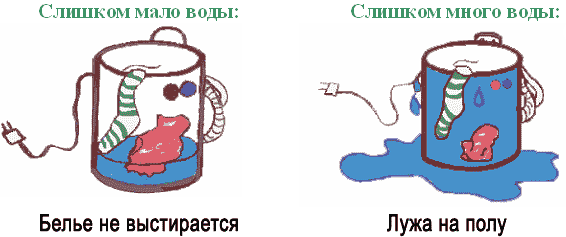 Слишком мало воды:
Слишком много воды:
Белье не выстирается
Лужа на полу